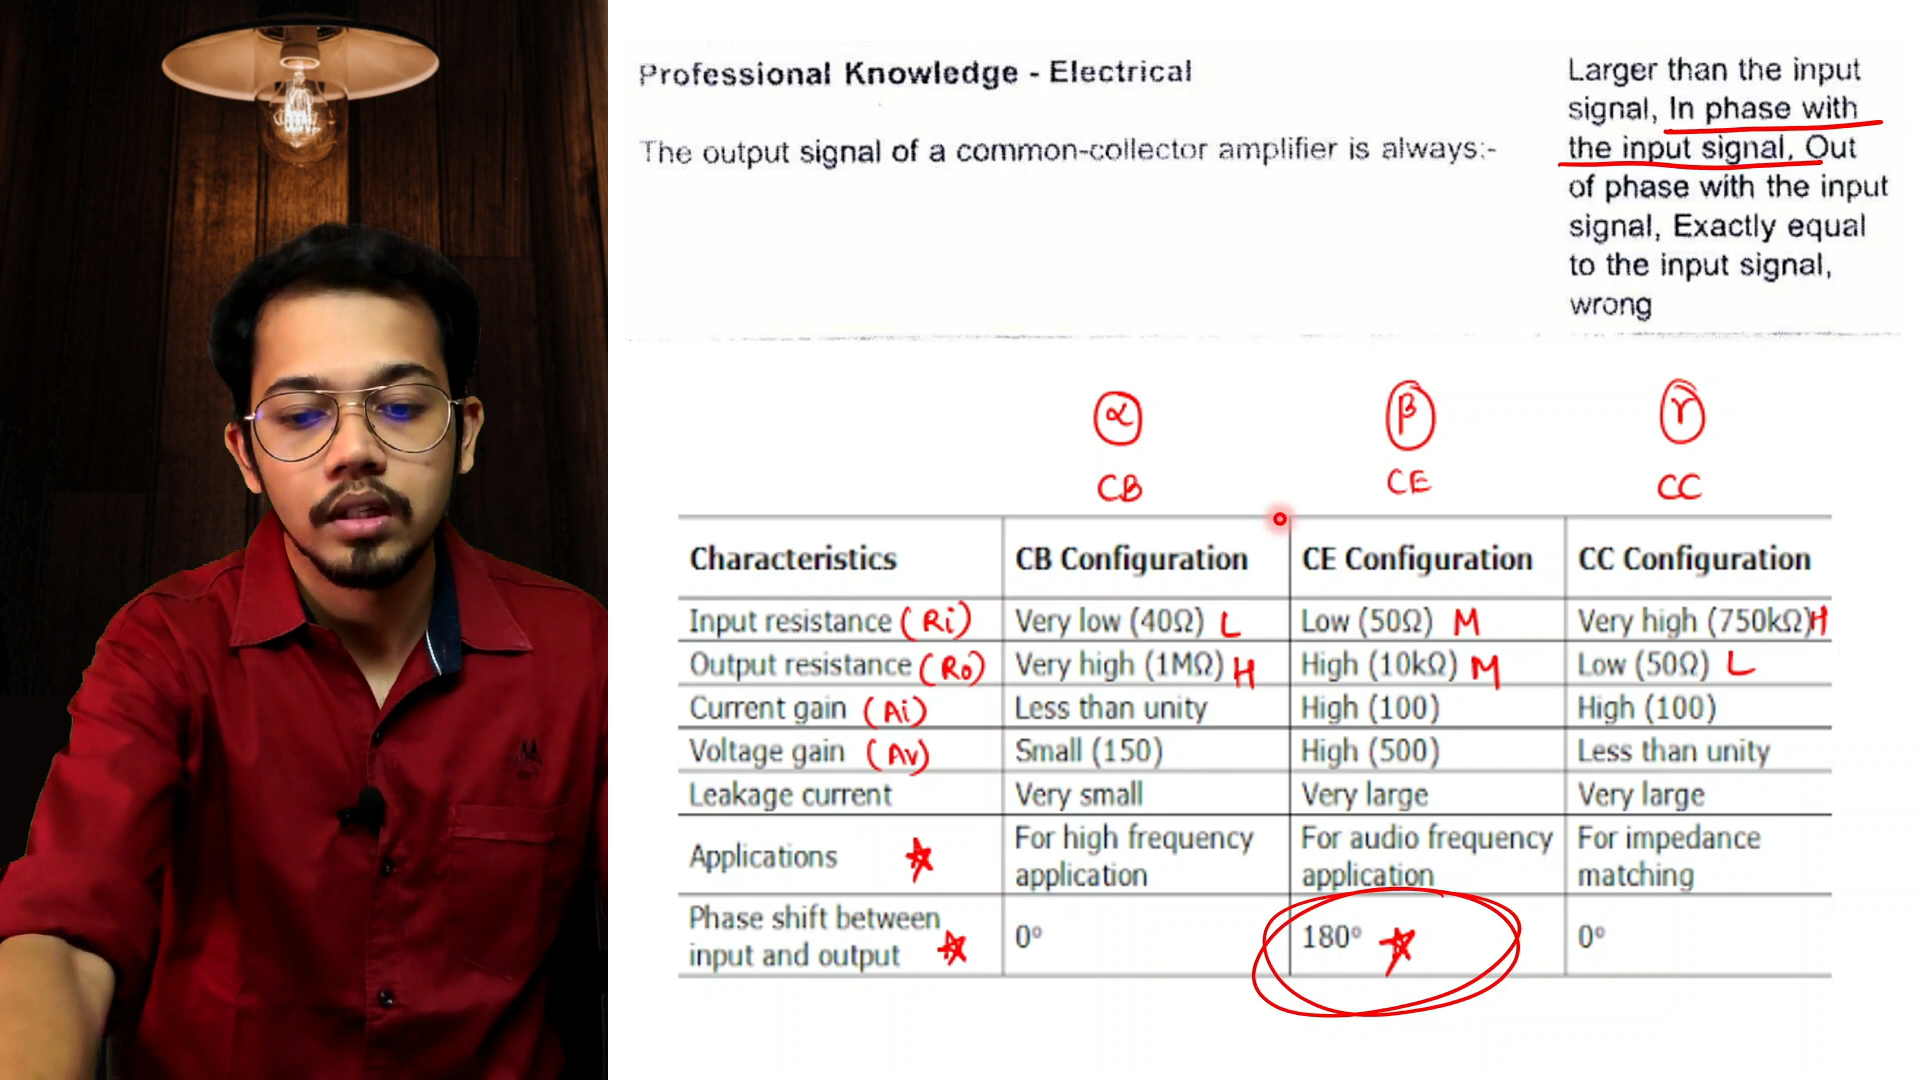 Professional Knowledge - Electrical
The output signal of a common-collector amplifier is always:-
Larger than the input
signal, In phase with
the input signal, Out
of phase with the input
signal, Exactly equal
to the input signal,
wrong
α β γ
CB CE CC
Characteristics CB Configuration CE Configuration CC Configuration
Input resistance (Ri) Very low (40Ω) L Low (50Ω) M Very high (750kΩ) H
Output resistance (Ro) Very high (1MΩ) H High (10kΩ) M Low (50Ω) L
Current gain (Ai) Less than unity High (100) High (100)
Voltage gain (Av) Small (150) High (500) Less than unity
Leakage current Very small Very large Very large
Applications For high frequency application For audio frequency application For impedance matching
Phase shift between input and output 0° 180° 0°